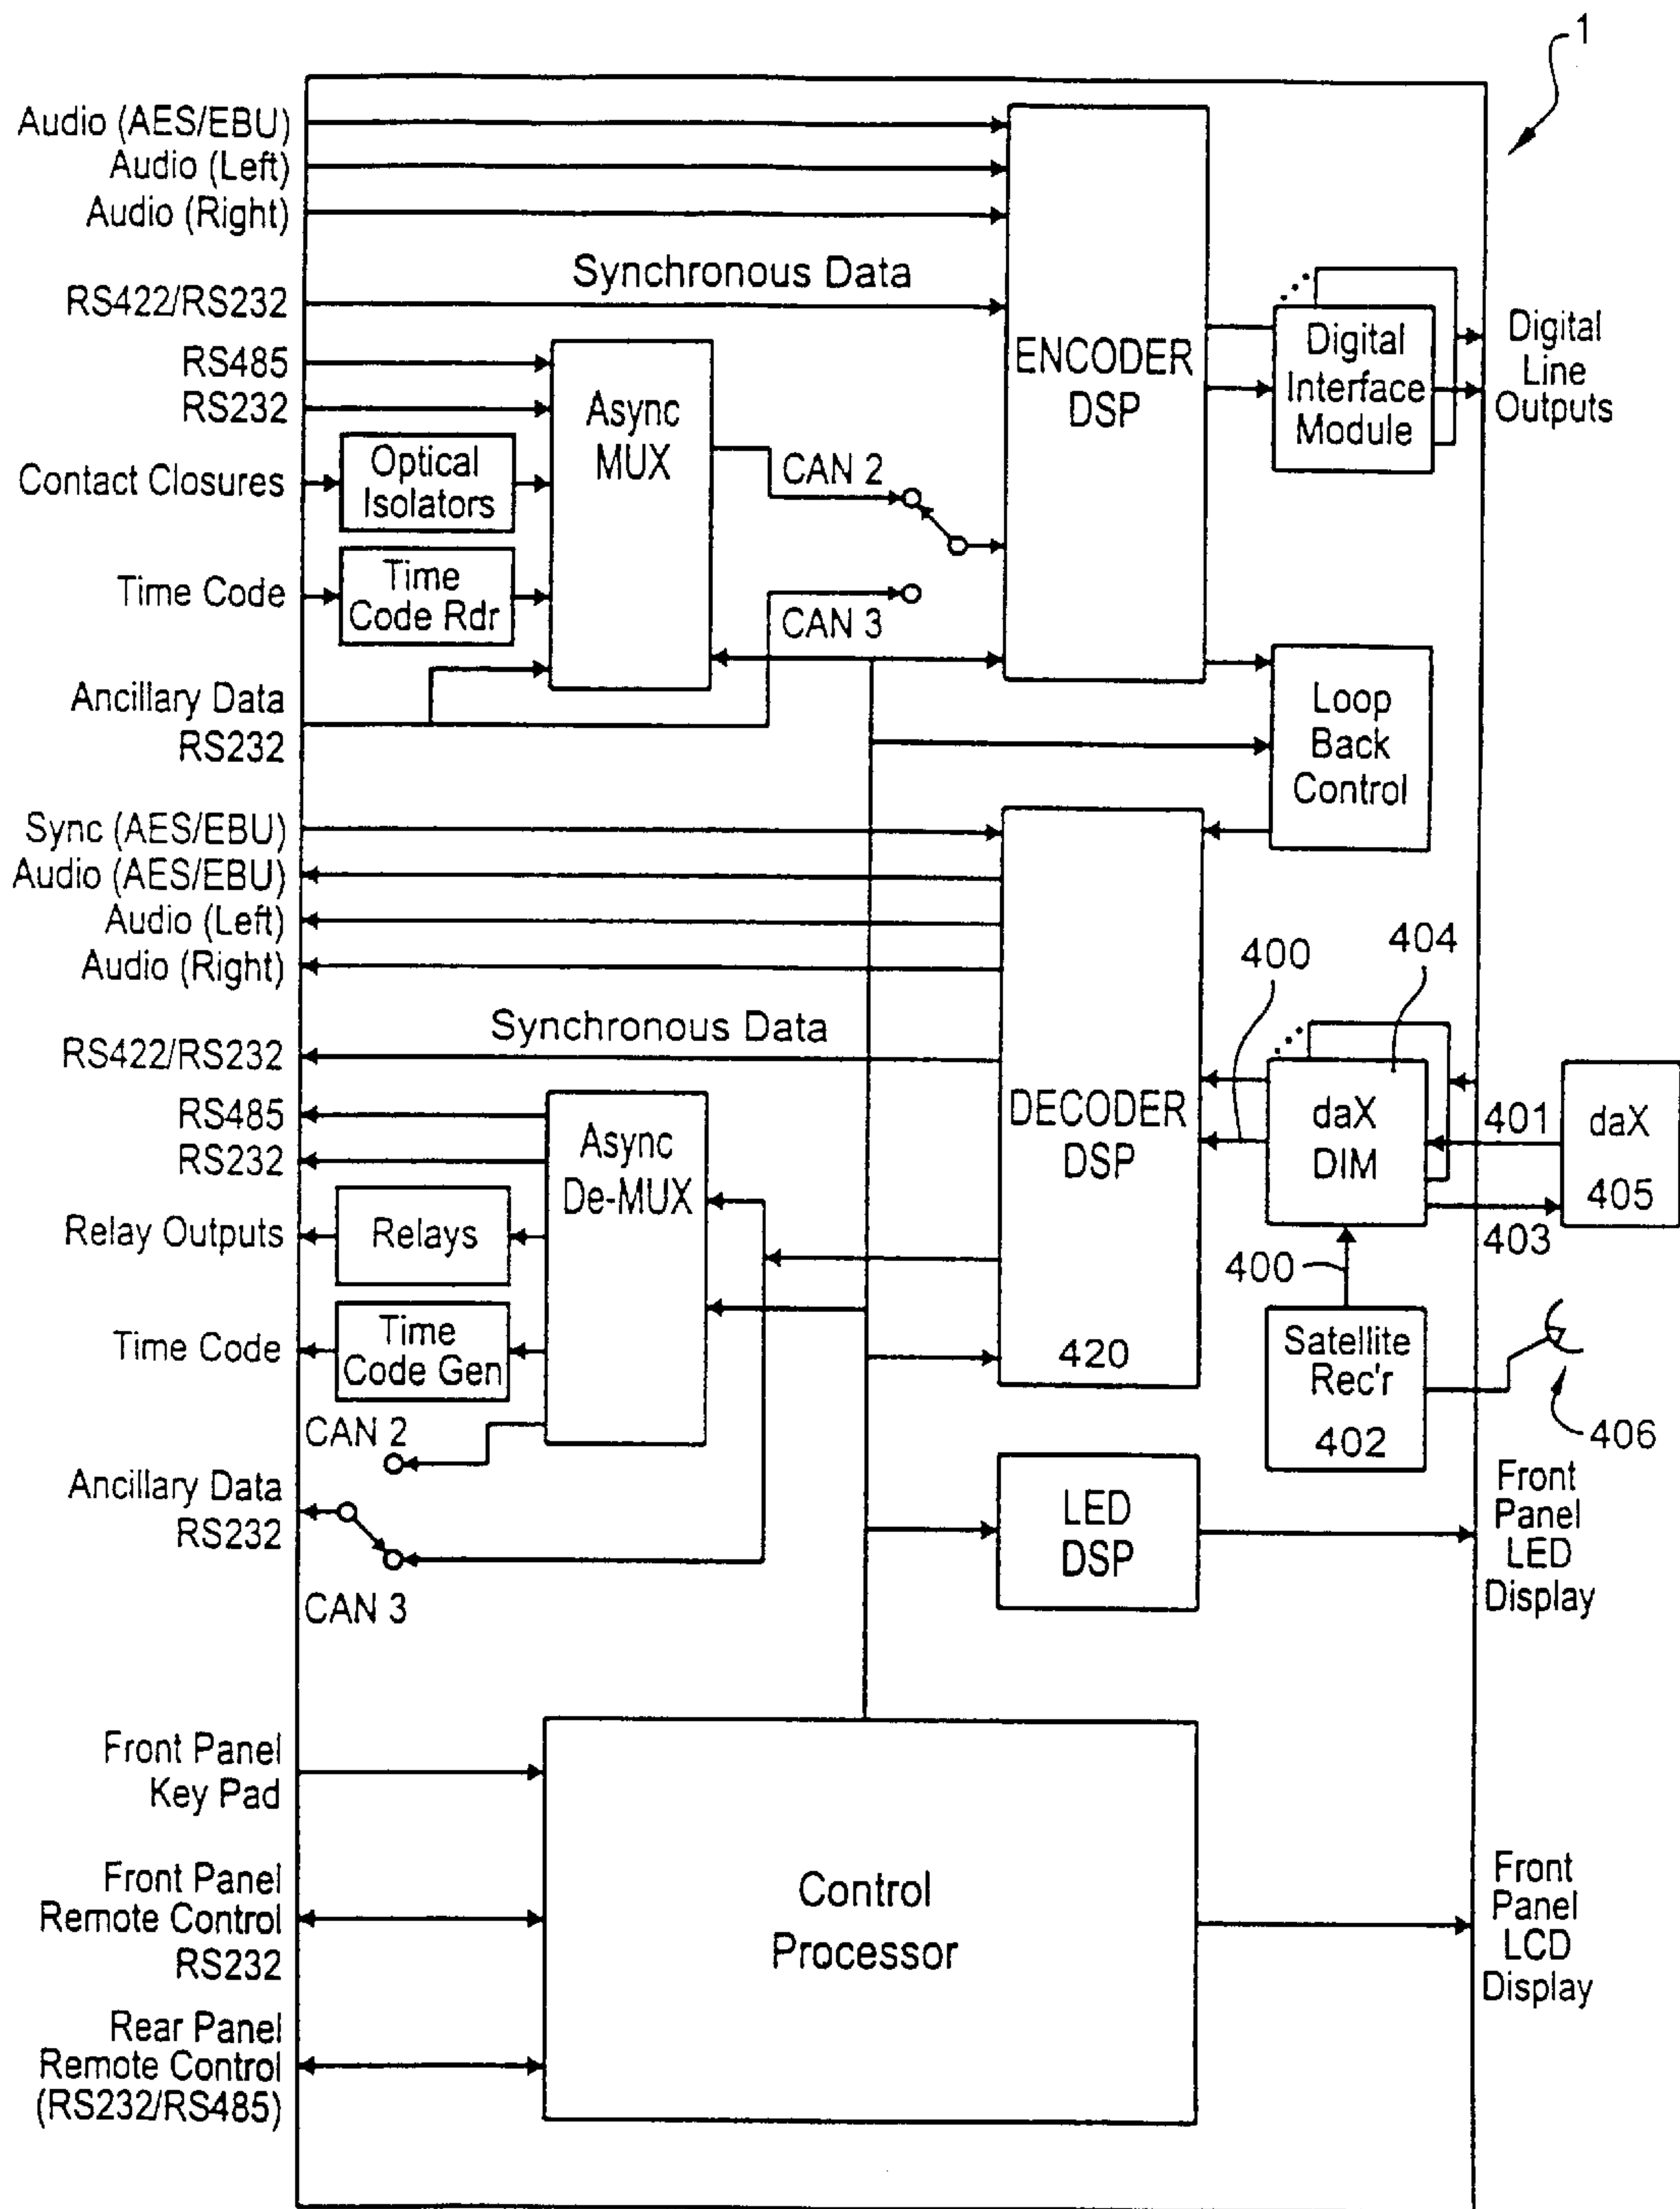 1
Audio (AES/EBU)
Audio (Left)
Audio (Right)
Synchronous Data
RS422/RS232
RS485
RS232
Contact Closures
Optical
Isolators
Time Code
Time
Code Rdr
Ancillary Data
RS232
Async
MUX
CAN 2
CAN 3
ENCODER
DSP
Digital
Interface
Module
Digital
Line
Outputs
Loop
Back
Control
Sync (AES/EBU)
Audio (AES/EBU)
Audio (Left)
Audio (Right)
Synchronous Data
RS422/RS232
RS485
RS232
Relay Outputs
Relays
Time Code
Time
Code Gen
Async
De-MUX
CAN 2
Ancillary Data
RS232
CAN 3
DECODER
DSP
420
400
404
daX
DIM
401
403
daX
405
400
Satellite
Rec'r
402
406
LED
DSP
Front
Panel
LED
Display
Front Panel
Key Pad
Front Panel
Remote Control
RS232
Rear Panel
Remote Control
(RS232/RS485)
Control
Processor
Front
Panel
LCD
Display